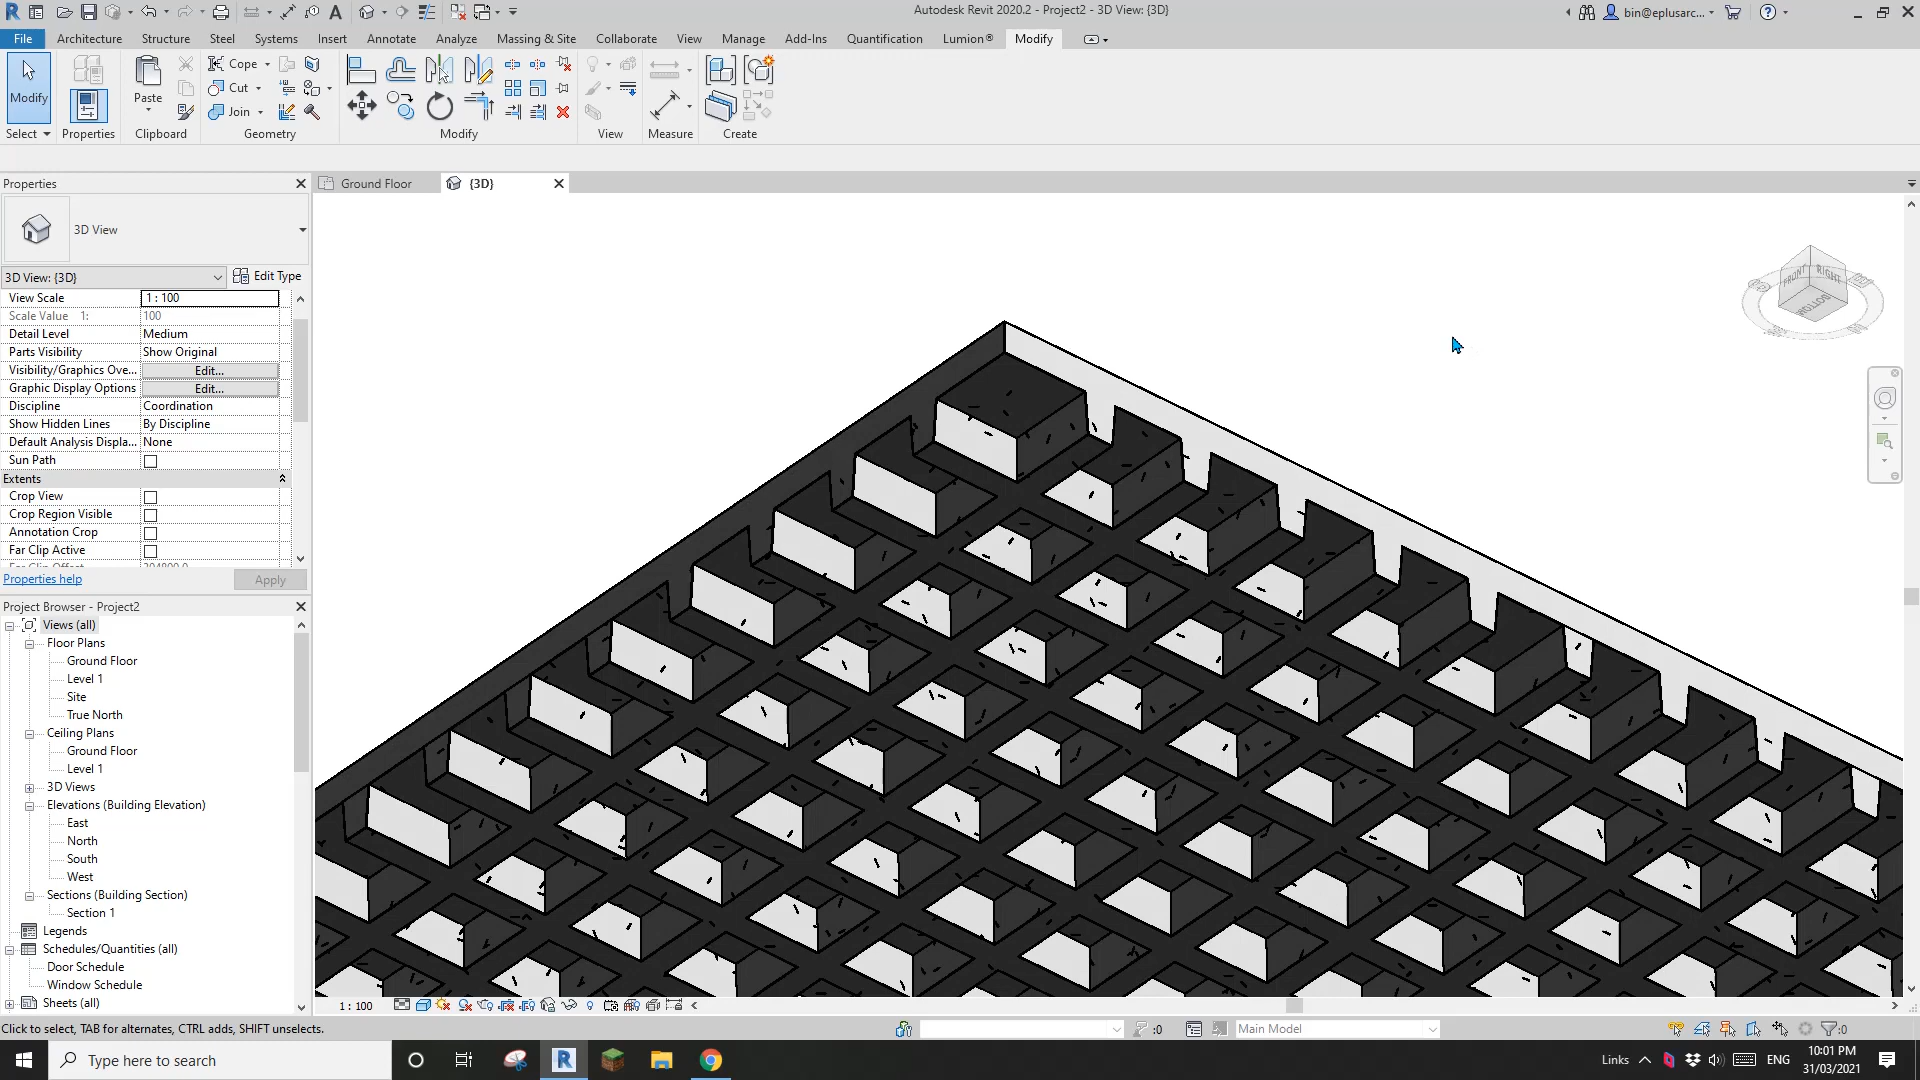 Autodesk Revit 2020.2 - Project2 - 3D View: {3D}
bin@eplusarc...
File Architecture Structure Steel Systems Insert Annotate Analyze Massing & Site Collaborate View Manage Add-Ins Quantification Lumion® Modify
Modify
Paste
Cope
Cut
Join
Select Properties Clipboard Geometry Modify View Measure Create
Properties
Ground Floor
{3D}
3D View
3D View: {3D}
Edit Type
View Scale 1 : 100
Scale Value 1: 100
Detail Level Medium
Parts Visibility Show Original
Visibility/Graphics Ove... Edit...
Graphic Display Options Edit...
Discipline Coordination
Show Hidden Lines By Discipline
Default Analysis Displa... None
Sun Path
Extents
Crop View
Crop Region Visible
Annotation Crop
Far Clip Active
Far Clip Offset 304800.0
Properties help
Apply
FRONT RIGHT
BOTTOM
Project Browser - Project2
Views (all)
Floor Plans
Ground Floor
Level 1
Site
True North
Ceiling Plans
Ground Floor
Level 1
3D Views
Elevations (Building Elevation)
East
North
South
West
Sections (Building Section)
Section 1
Legends
Schedules/Quantities (all)
Door Schedule
Window Schedule
Sheets (all)
1 : 100
Click to select, TAB for alternates, CTRL adds, SHIFT unselects.
:0
Main Model
:0
Type here to search
Links
ENG
10:01 PM
31/03/2021